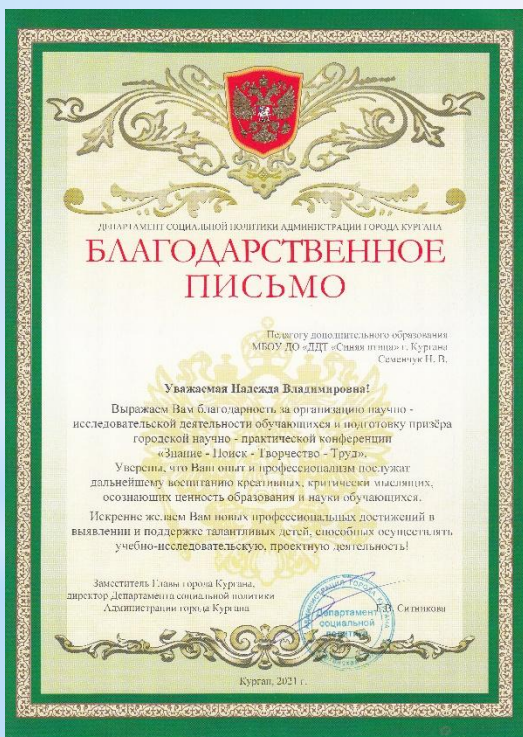 ДЕПАРТАМЕНТ СОЦИАЛЬНОЙ ПОЛИТИКИ АДМИНИСТРАЦИИ ГОРОДА КУРГАНА
БЛАГОДАРСТВЕННОЕ
ПИСЬМО
Педагогу дополнительного образования
МБОУ ДО «ДДТ «Синяя птица» г. Кургана
Семенчук Н. В.
Уважаемая Надежда Владимировна!
Выражаем Вам благодарность за организацию научно -
исследовательской деятельности обучающихся и подготовку призёра
городской научно - практической конференции
«Знание - Поиск - Творчество - Труд».
Уверены, что Ваш опыт и профессионализм послужат
дальнейшему воспитанию креативных, критически мыслящих,
осознающих ценность образования и науки обучающихся.
Искренне желаем Вам новых профессиональных достижений в
выявлении и поддержке талантливых детей, способных осуществлять
учебно-исследовательскую, проектную деятельность!
Заместитель Главы города Кургана,
директор Департамента социальной политики
Администрации города Кургана
Ситникова
Департамент
социальной
политики
Курган, 2021 г.